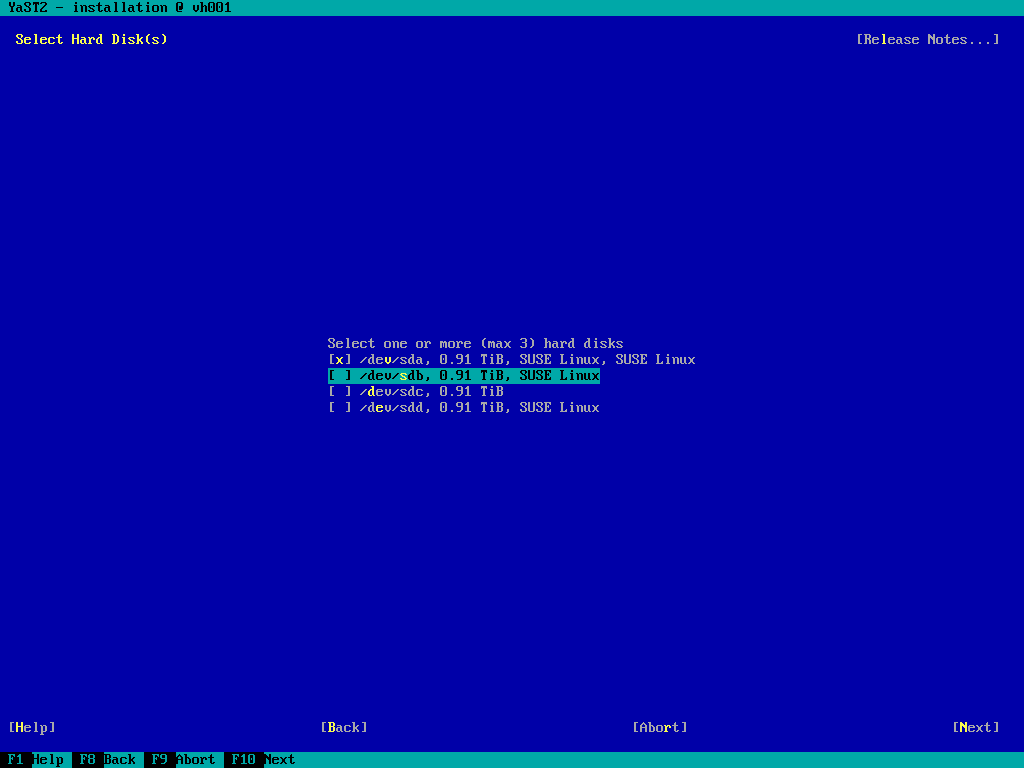 YaST2 - installation @ vh001
Select Hard Disk(s) [Release Notes...]
Select one or more (max 3) hard disks
[x] /dev/sda, 0.91 TiB, SUSE Linux, SUSE Linux
[ ] /dev/sdb, 0.91 TiB, SUSE Linux
[ ] /dev/sdc, 0.91 TiB
[ ] /dev/sdd, 0.91 TiB, SUSE Linux
[Help] [Back] [Abort] [Next]
F1 Help F8 Back F9 Abort F10 Next